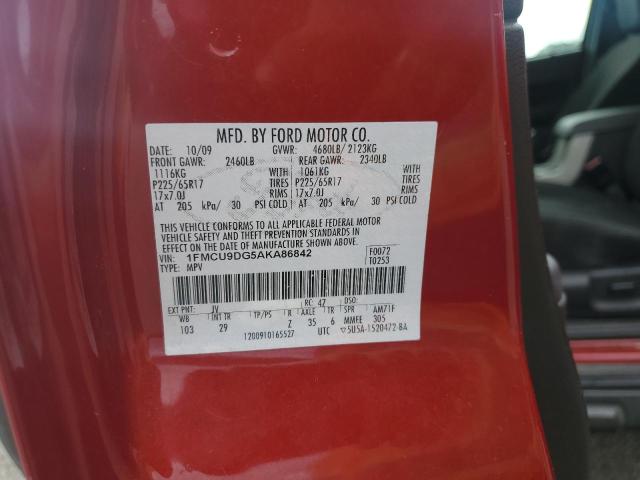 MFD. BY FORD MOTOR CO.
DATE: 10/09 GVWR: 4680LB/ 2123KG
FRONT GAWR: 2460LB REAR GAWR: 2340LB
1116KG 1061KG
P225/65R17 TIRES P225/65R17 TIRES
17x7.0J RIMS 17x7.0J RIMS
AT 205 kPa/ 30 PSI COLD AT 205 kPa/ 30 PSI COLD
THIS VEHICLE CONFORMS TO ALL APPLICABLE FEDERAL MOTOR
VEHICLE SAFETY AND THEFT PREVENTION STANDARDS IN
EFFECT ON THE DATE OF MANUFACTURE SHOWN ABOVE.
VIN: 1FMCU9DG5AKA86842 F0072
TYPE: MPV T0253
EXT PNT: JV RC: 47 DSO:
WB INT TR TP/PS R AXLE TR SPR AM71F
103 29 Z 35 6 MMFE 305
1200910165527 UTC ▽5U5A-1520472-BA